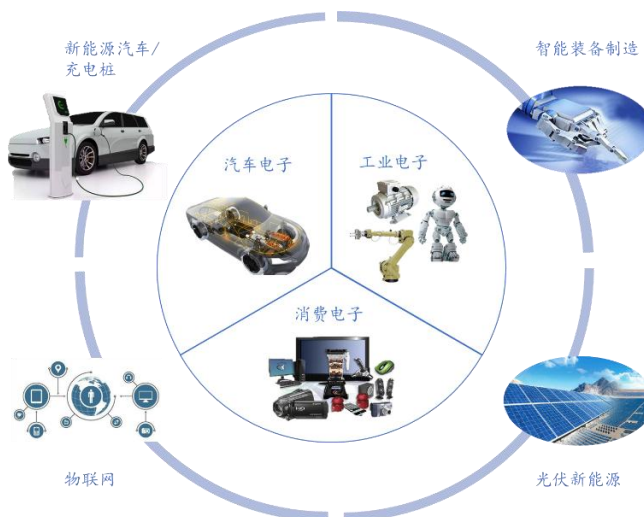 新能源汽车/
充电桩
智能装备制造
汽车电子
工业电子
消费电子
物联网
光伏新能源